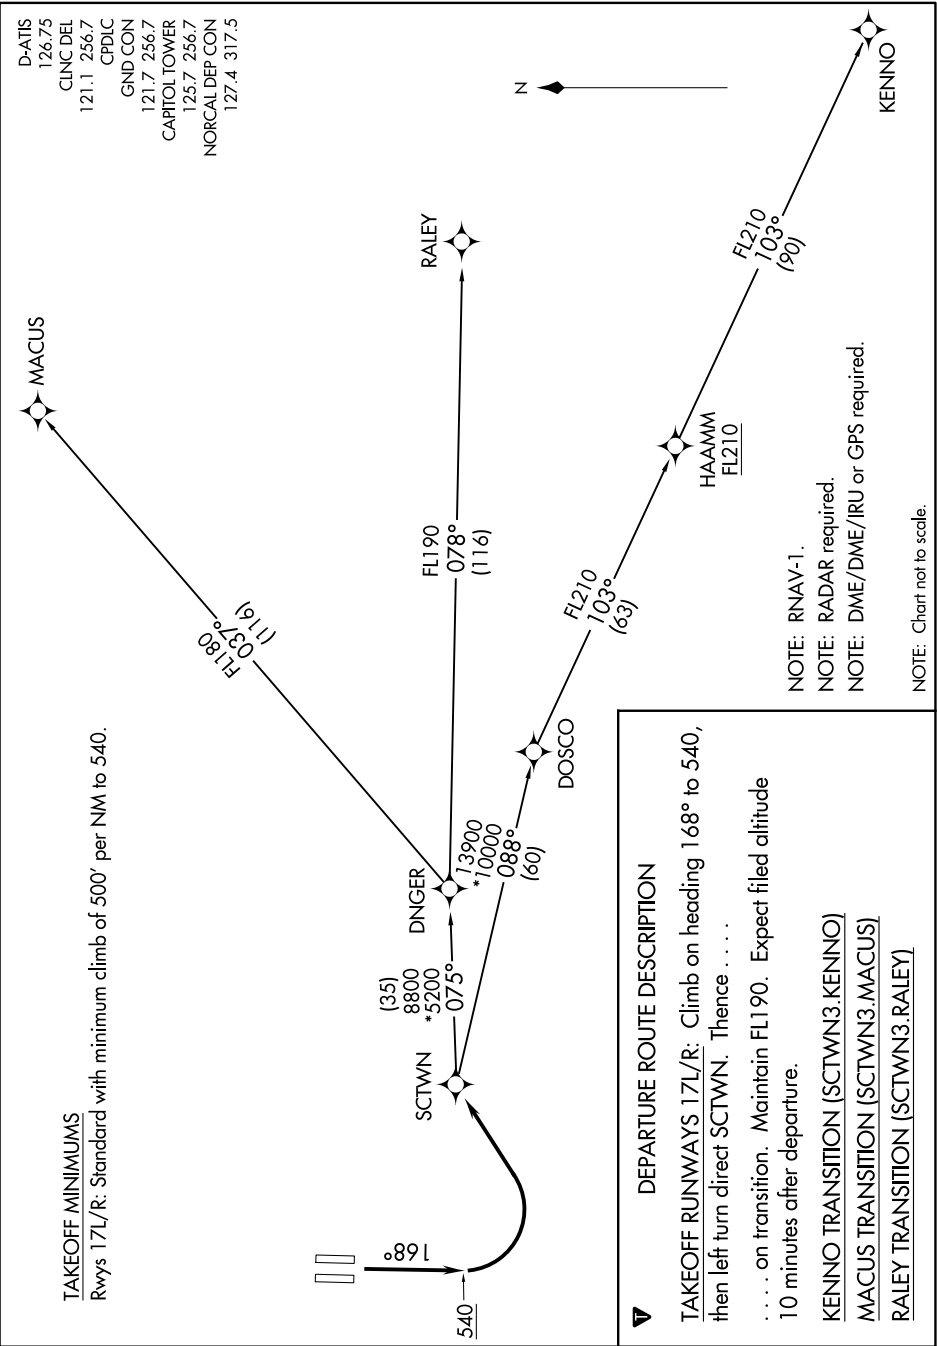 D-ATIS
126.75
CLNC DEL
121.1 256.7
CPDLC
GND CON
121.7 256.7
CAPITOL TOWER
125.7 256.7
NORCAL DEP CON
127.4 317.5
TAKEOFF MINIMUMS
Rwys 17L/R: Standard with minimum climb of 500' per NM to 540.
MACUS
FL180
037°
(116)
RALEY
FL190
078°
(116)
N
KENNO
FL210
103°
(90)
HAAMM
FL210
FL210
103°
(63)
DOSCO
DNGER
13900
*10000
088°
(60)
(35)
8800
*5200
075°
SCTWN
168°
540
NOTE: RNAV-1.
NOTE: RADAR required.
NOTE: DME/DME/IRU or GPS required.
NOTE: Chart not to scale.
T
DEPARTURE ROUTE DESCRIPTION
TAKEOFF RUNWAYS 17L/R: Climb on heading 168° to 540,
then left turn direct SCTWN. Thence . . . .
. . . . on transition. Maintain FL190. Expect filed altitude
10 minutes after departure.
KENNO TRANSITION (SCTWN3.KENNO)
MACUS TRANSITION (SCTWN3.MACUS)
RALEY TRANSITION (SCTWN3.RALEY)